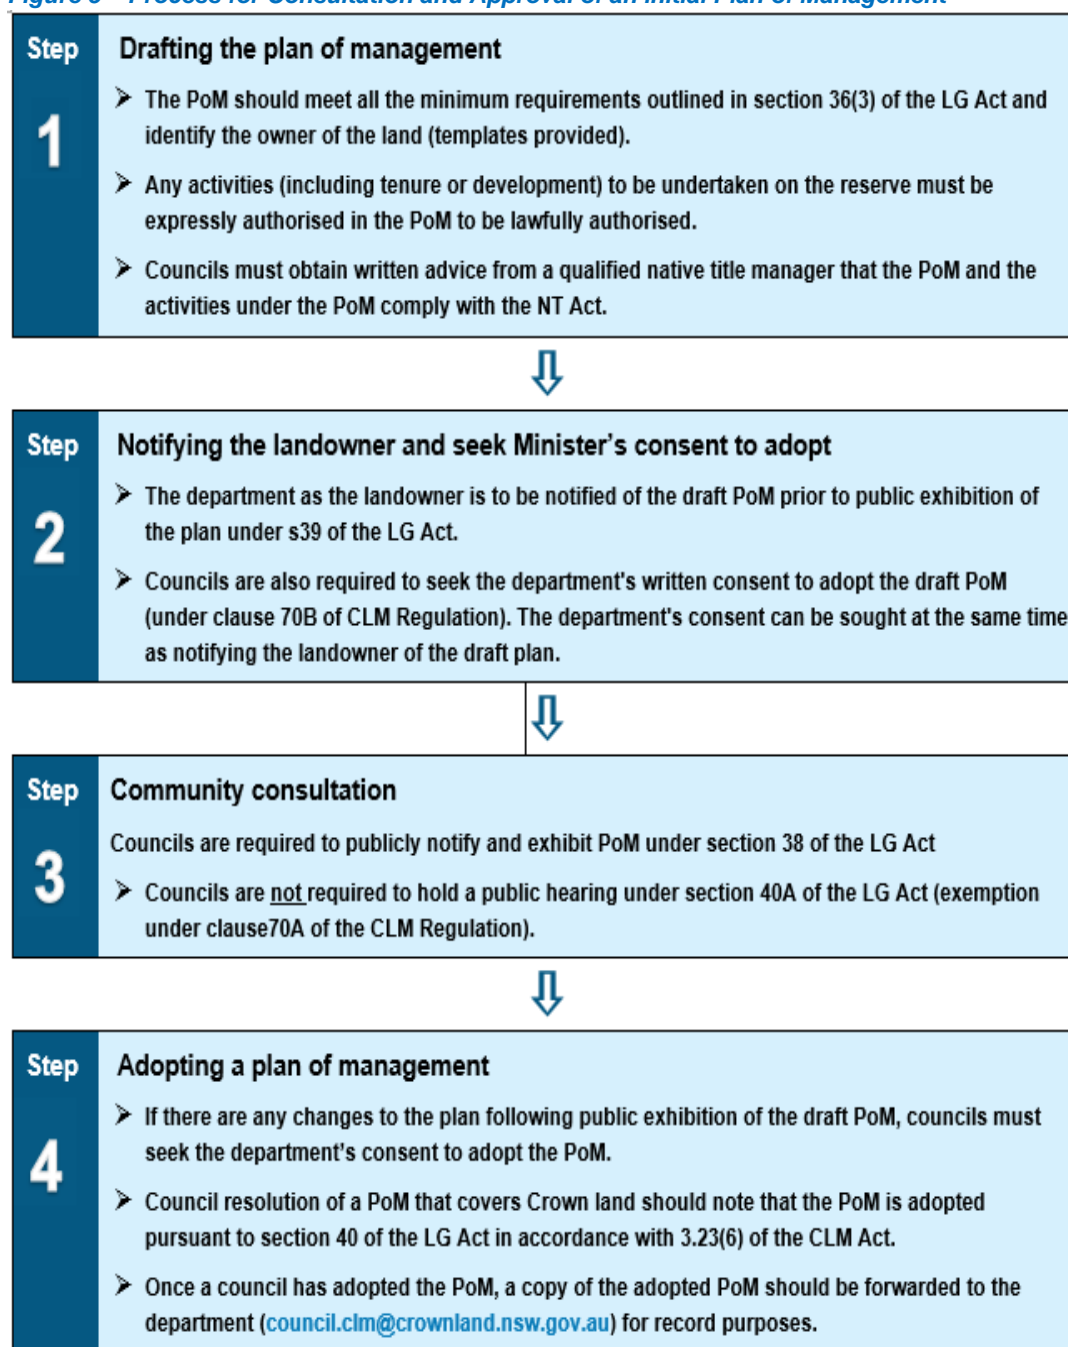 Figure 3 – Process for Consultation and Approval of an Initial Plan of Management
Step
1
Drafting the plan of management
➤ The PoM should meet all the minimum requirements outlined in section 36(3) of the LG Act and
identify the owner of the land (templates provided).
➤ Any activities (including tenure or development) to be undertaken on the reserve must be
expressly authorised in the PoM to be lawfully authorised.
➤ Councils must obtain written advice from a qualified native title manager that the PoM and the
activities under the PoM comply with the NT Act.
Step
2
Notifying the landowner and seek Minister's consent to adopt
➤ The department as the landowner is to be notified of the draft PoM prior to public exhibition of
the plan under s39 of the LG Act.
➤ Councils are also required to seek the department's written consent to adopt the draft PoM
(under clause 70B of CLM Regulation). The department's consent can be sought at the same time
as notifying the landowner of the draft plan.
Step
3
Community consultation
Councils are required to publicly notify and exhibit PoM under section 38 of the LG Act
➤ Councils are not required to hold a public hearing under section 40A of the LG Act (exemption
under clause70A of the CLM Regulation).
Step
4
Adopting a plan of management
➤ If there are any changes to the plan following public exhibition of the draft PoM, councils must
seek the department's consent to adopt the PoM.
➤ Council resolution of a PoM that covers Crown land should note that the PoM is adopted
pursuant to section 40 of the LG Act in accordance with 3.23(6) of the CLM Act.
➤ Once a council has adopted the PoM, a copy of the adopted PoM should be forwarded to the
department (council.clm@crownland.nsw.gov.au) for record purposes.